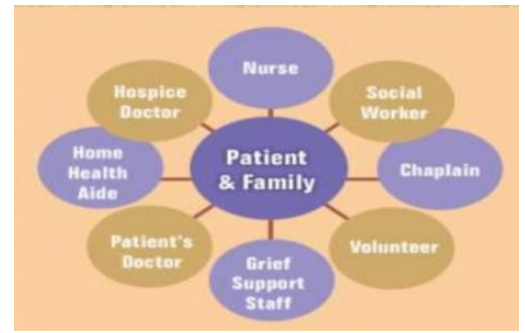 Nurse
Hospice
Doctor
Social
Worker
Home
Health
Aide
Patient
& Family
Chaplain
Patient's
Doctor
Volunteer
Grief
Support
Staff